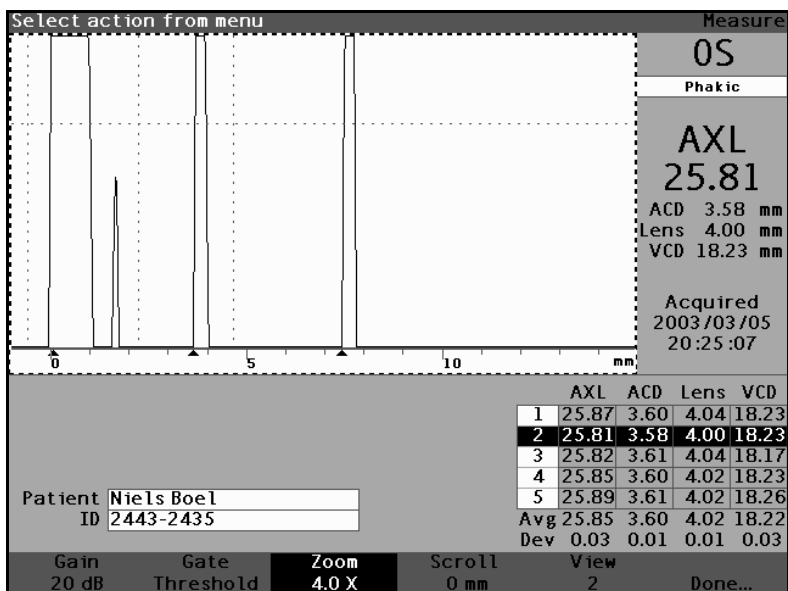 Select action from menu Measure
OS
Phakic
AXL
25.81
ACD 3.58 mm
Lens 4.00 mm
VCD 18.23 mm
Acquired
2003/03/05
20:25:07
0 5 10 mm
AXL ACD Lens VCD
1 25.87 3.60 4.04 18.23
2 25.81 3.58 4.00 18.23
3 25.82 3.61 4.04 18.17
4 25.85 3.60 4.02 18.23
5 25.89 3.61 4.02 18.26
Avg 25.85 3.60 4.02 18.22
Dev 0.03 0.01 0.01 0.03
Patient Niels Boel
ID 2443-2435
Gain Gate Zoom Scroll View
20 dB Threshold 4.0 X 0 mm 2 Done...